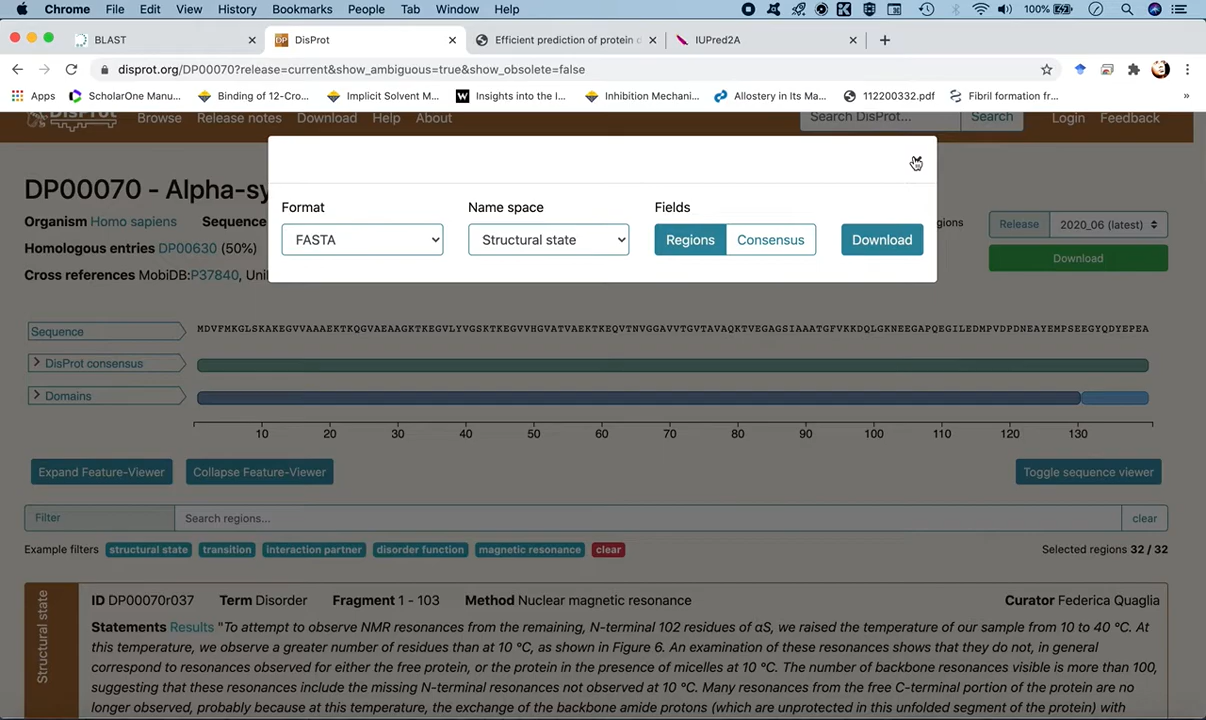 Chrome File Edit View History Bookmarks People Tab Window Help 100%
BLAST DisProt Efficient prediction of protein IUPred2A
disprot.org/DP00070?release=current&show_ambiguous=true&show_obsolete=false
Apps ScholarOne Manu... Binding of 12-Cro... Implicit Solvent M... Insights into the I... Inhibition Mechani... Allostery in Its Ma... 112200332.pdf Fibril formation fr... »
DisProt Browse Release notes Download Help About Search DisProt... Search Login Feedback
DP00070 - Alpha-sy
Organism Homo sapiens Sequence
Homologous entries DP00630 (50%)
Cross references MobiDB:P37840, Uni
Format Name space Fields
FASTA Structural state Regions Consensus Download
Release 2020_06 (latest)
Download
Sequence MDVFMKGLSKAKEGVVAAAEKTKQGVAEAAGKTKEGVLYVGSKTKEGVVHGVATVAEKTKEQVTNVGGAVVTGVTAVAQKTVEGAGSIAAATGFVKKDQLGKNEEGAPQEGILEDMPVDPDNEAYEMPSEEGYQDYEPEA
DisProt consensus
Domains
10 20 30 40 50 60 70 80 90 100 110 120 130
Expand Feature-Viewer Collapse Feature-Viewer Toggle sequence viewer
Filter Search regions... clear
Example filters structural state transition interaction partner disorder function magnetic resonance clear Selected regions 32 / 32
Structural state
ID DP00070r037 Term Disorder Fragment 1 - 103 Method Nuclear magnetic resonance Curator Federica Quaglia
Statements Results "To attempt to observe NMR resonances from the remaining, N-terminal 102 residues of αS, we raised the temperature of our sample from 10 to 40 °C. At
this temperature, we observe a greater number of residues than at 10 °C, as shown in Figure 6. An examination of these resonances shows that they do not, in general
correspond to resonances observed for either the free protein, or the protein in the presence of micelles at 10 °C. The number of backbone resonances visible is more than 100,
suggesting that these resonances include the missing N-terminal resonances not observed at 10 °C. Many resonances from the free C-terminal portion of the protein are no
longer observed, probably because at this temperature, the exchange of the backbone amide protons (which are unprotected in this unfolded segment of the protein) with